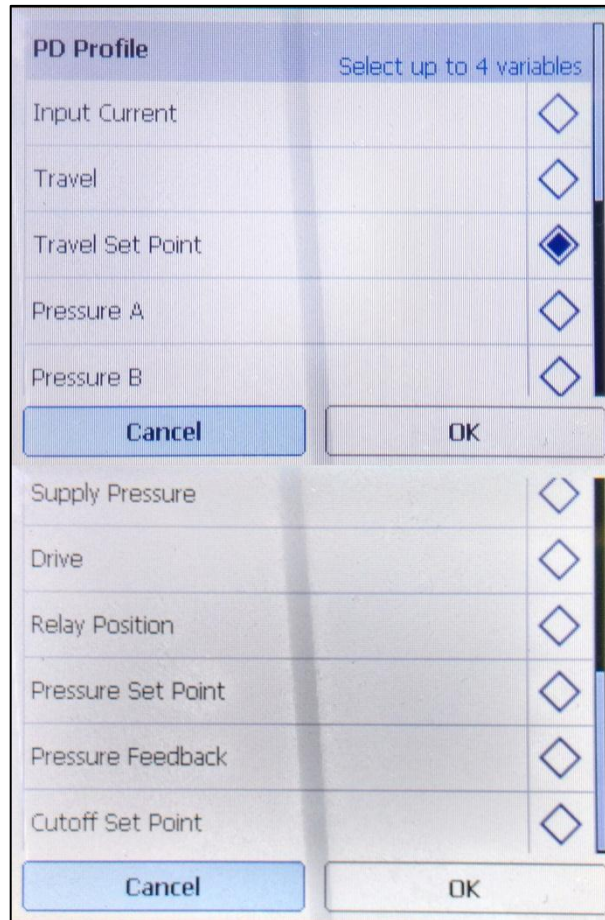 PD Profile
Select up to 4 variables
Input Current
Travel
Travel Set Point
Pressure A
Pressure B
Cancel OK
Supply Pressure
Drive
Relay Position
Pressure Set Point
Pressure Feedback
Cutoff Set Point
Cancel OK